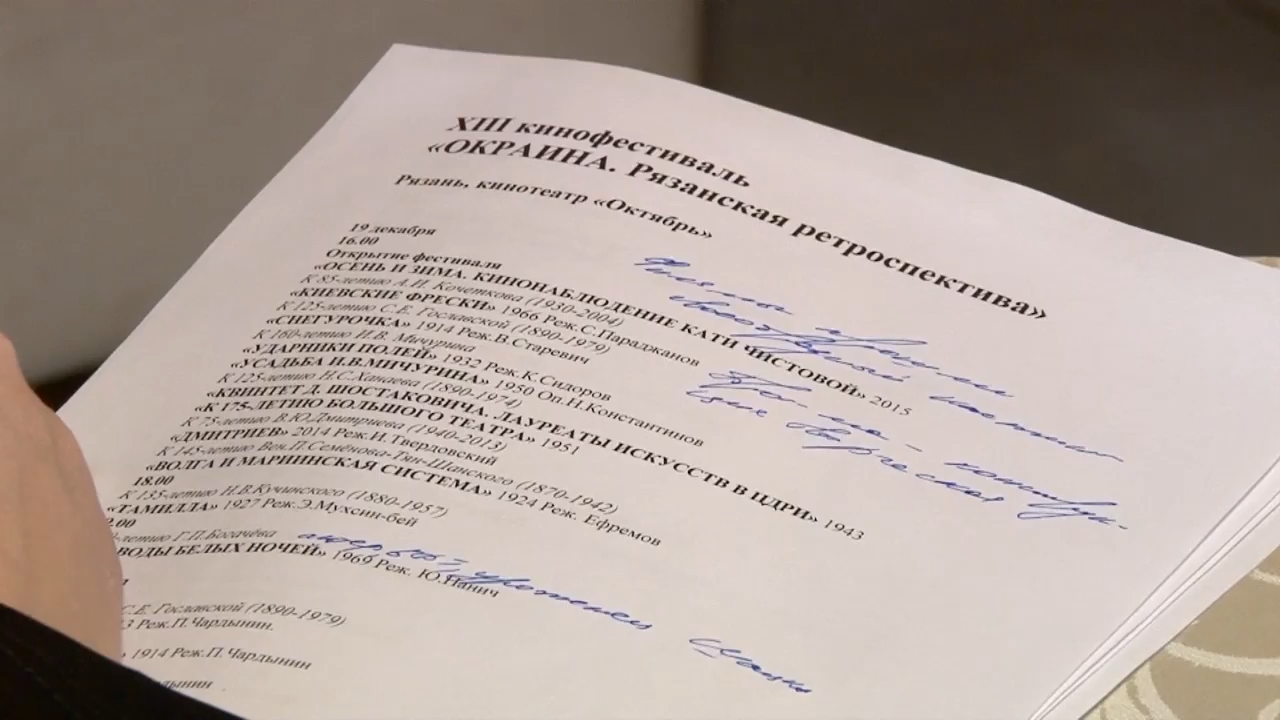 XIII кинофестиваль
«ОКРАИНА. Рязанская ретроспектива»
Рязань, кинотеатр «Октябрь»
19 декабря
16.00
Открытие фестиваля
«ОСЕНЬ И ЗИМА. КИНОНАБЛЮДЕНИЕ КАТИ ЧИСТОВОЙ» 2015
К 85-летию А.И. Кочеткова (1930-2004)
«КИЕВСКИЕ ФРЕСКИ» 1966 Реж.С.Параджанов
К 125-летию С.Е. Гославской (1890-1979)
«СНЕГУРОЧКА» 1914 Реж.В.Старевич
К 160-летию И.В. Мичурина
«УДАРНИКИ ПОЛЕЙ» 1932 Реж.К.Сидоров
«УСАДЬБА И.В.МИЧУРИНА» 1950 Оп.Н.Константинов
К 125-летию Н.С.Ханаева (1890-1974)
«КВИНТЕТ Д. ШОСТАКОВИЧА. ЛАУРЕАТЫ ИСКУССТВ В ЦДРИ» 1943
«К 175-ЛЕТИЮ БОЛЬШОГО ТЕАТРА» 1951
К 75-летию В.Ю.Дмитриева (1940-2013)
«ДМИТРИЕВ» 2014 Реж.И.Твердовский
К 145-летию Вен.П.Семёнова-Тян-Шанского (1870-1942)
«ВОЛГА И МАРИИНСКАЯ СИСТЕМА» 1924 Реж. Ефремов
18.00
К 135-летию Н.В.Кучинского (1880-1957)
«ТАМИЛЛА» 1927 Реж.Э.Мухсин-бей
-летию Г.П.Босачёва
ВОДЫ БЕЛЫХ НОЧЕЙ» 1969 Реж. Ю.Нанич
С.Е. Гославской (1890-1979)
3 Реж.П.Чардынин.
» 1914 Реж.П.Чардынин